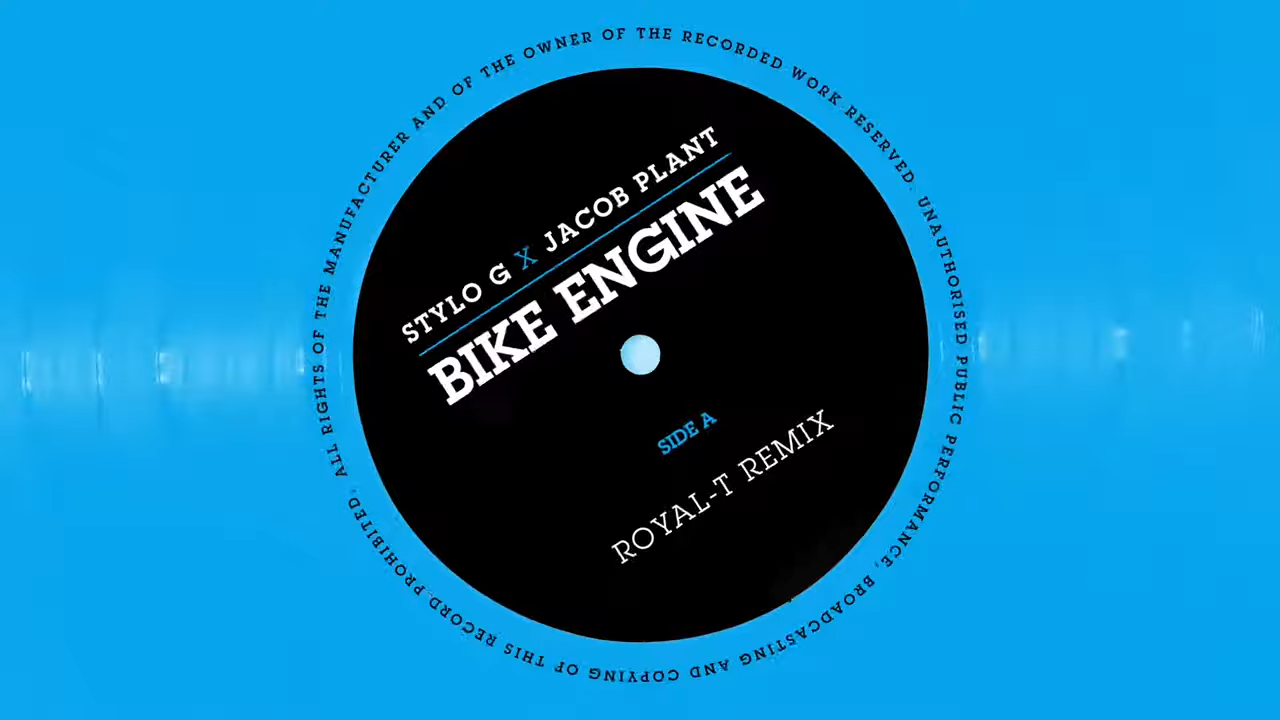 STYLO G X JACOB PLANT
BIKE ENGINE
SIDE A
ROYAL-T REMIX
ALL RIGHTS OF THE MANUFACTURER AND OF THE OWNER OF THE RECORDED WORK RESERVED. UNAUTHORISED PUBLIC PERFORMANCE, BROADCASTING AND COPYING OF THIS RECORD PROHIBITED.